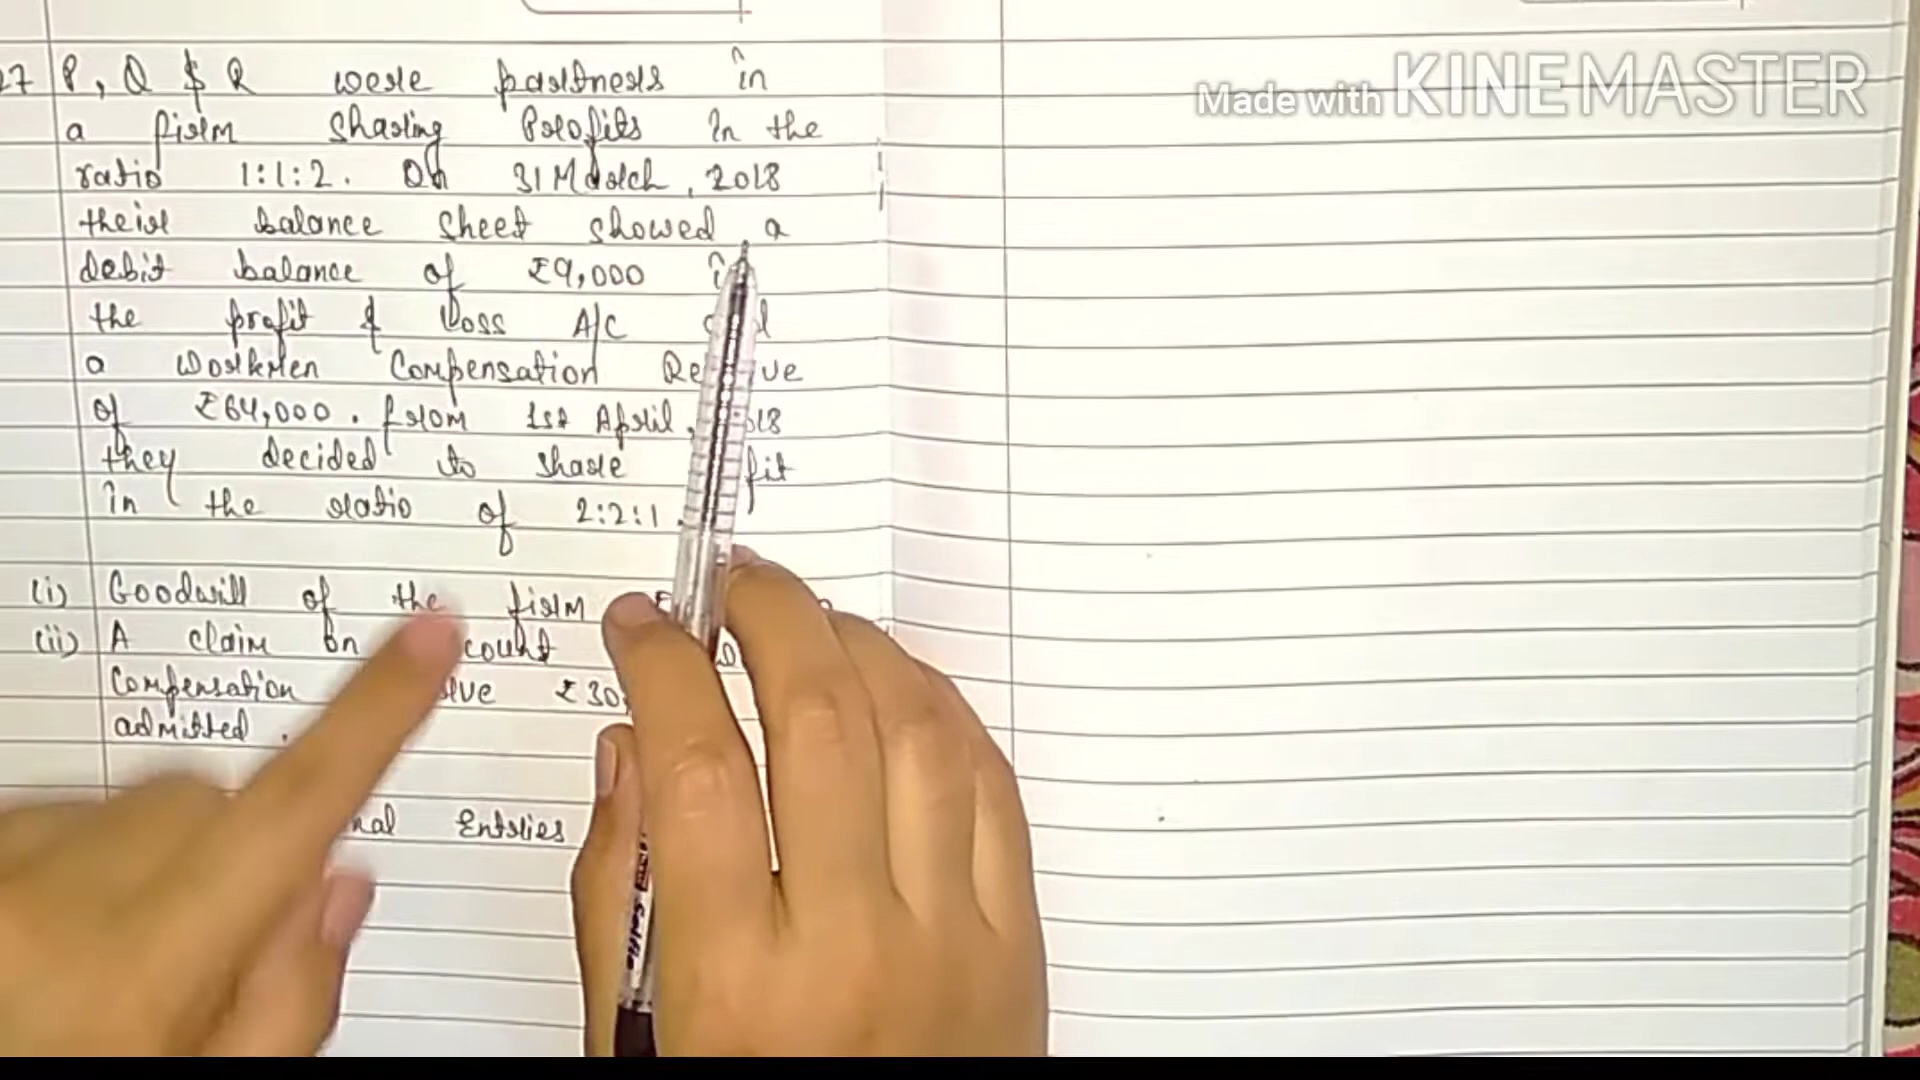 27 P, Q & R were partners in
a firm sharing Profits In the
ratio 1:1:2. On 31 March, 2018
their balance sheet showed a
debit balance of ₹9,000
the profit & Loss A/C
a Workmen Compensation
of ₹64,000. from 1st April,
they decided to share
in the ratio of 2:2:1.
(i) Goodwill of the firm
(ii) A claim on
Compensation ₹30
admitted.
Entries
Made with KINEMASTER